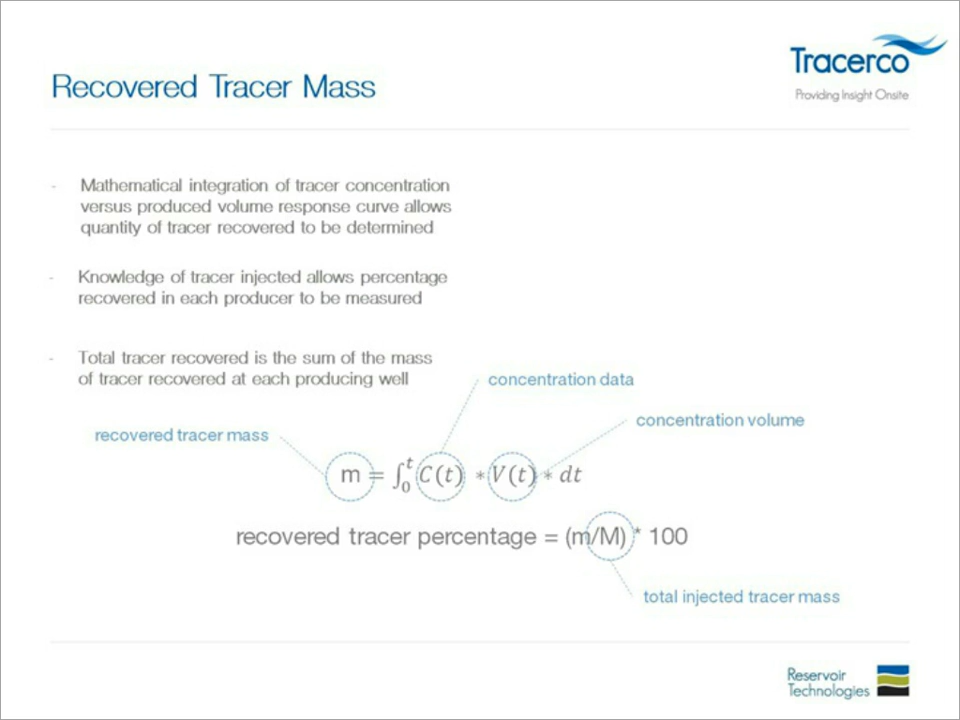 Tracerco
Providing Insight Onsite
Recovered Tracer Mass
- Mathematical integration of tracer concentration
versus produced volume response curve allows
quantity of tracer recovered to be determined
- Knowledge of tracer injected allows percentage
recovered in each producer to be measured
- Total tracer recovered is the sum of the mass
of tracer recovered at each producing well
concentration data
concentration volume
recovered tracer mass
m = ∫₀ᵗ C(t) * V(t) * dt
recovered tracer percentage = (m/M) * 100
total injected tracer mass
Reservoir
Technologies